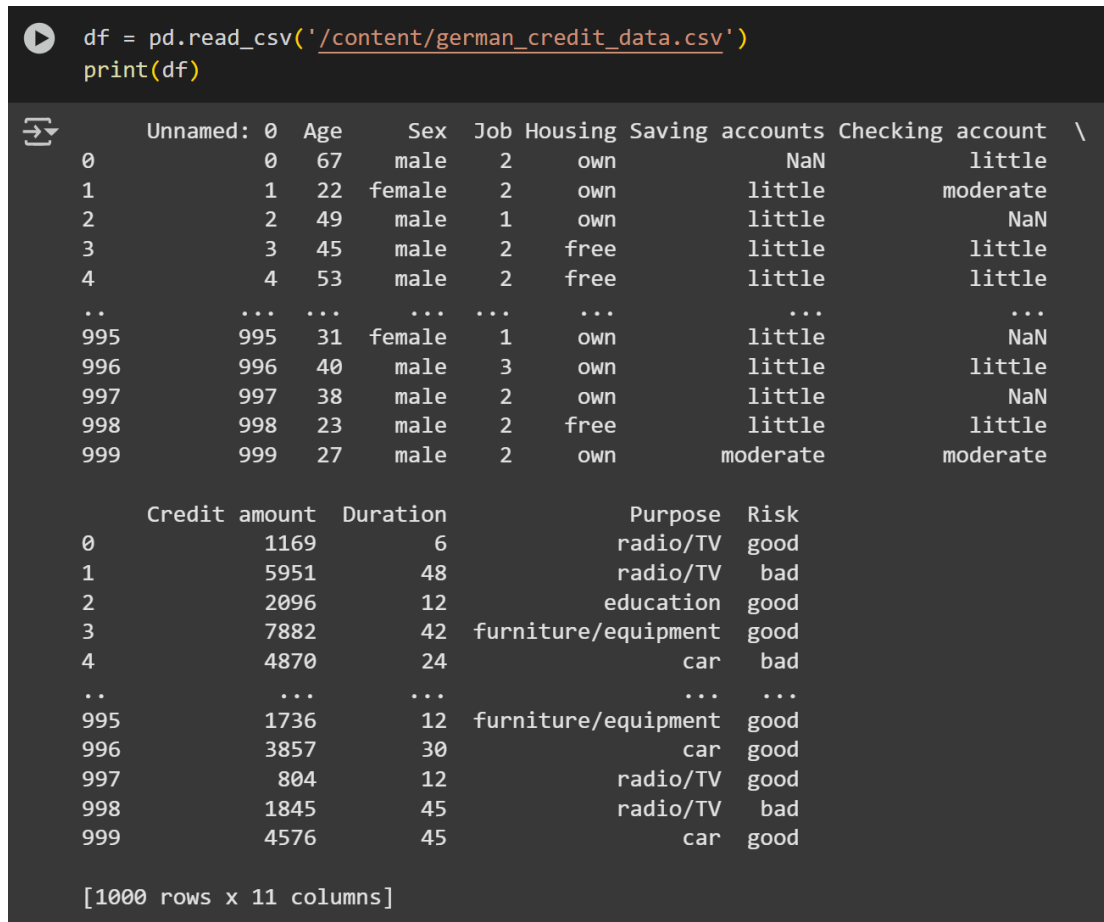 df = pd.read_csv('/content/german_credit_data.csv')
print(df)
     Unnamed: 0  Age     Sex  Job Housing Saving accounts Checking account  \
0             0   67    male    2     own             NaN           little
1             1   22  female    2     own          little         moderate
2             2   49    male    1     own          little              NaN
3             3   45    male    2    free          little           little
4             4   53    male    2    free          little           little
..          ...  ...     ...  ...     ...             ...              ...
995         995   31  female    1     own          little              NaN
996         996   40    male    3     own          little           little
997         997   38    male    2     own          little              NaN
998         998   23    male    2    free          little           little
999         999   27    male    2     own        moderate         moderate
     Credit amount  Duration              Purpose  Risk
0             1169         6             radio/TV  good
1             5951        48             radio/TV   bad
2             2096        12            education  good
3             7882        42  furniture/equipment  good
4             4870        24                  car   bad
..             ...       ...                  ...   ...
995           1736        12  furniture/equipment  good
996           3857        30                  car  good
997            804        12             radio/TV  good
998           1845        45             radio/TV   bad
999           4576        45                  car  good
[1000 rows x 11 columns]